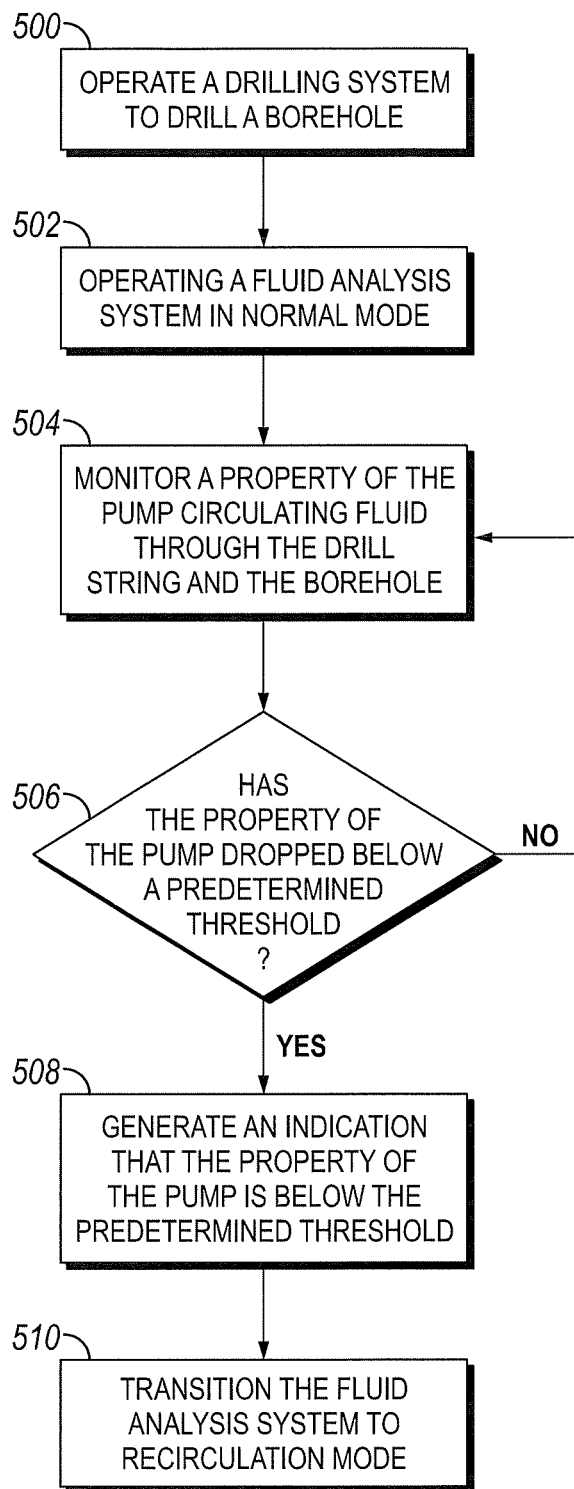 500
OPERATE A DRILLING SYSTEM
TO DRILL A BOREHOLE
502
OPERATING A FLUID ANALYSIS
SYSTEM IN NORMAL MODE
504
MONITOR A PROPERTY OF THE
PUMP CIRCULATING FLUID
THROUGH THE DRILL
STRING AND THE BOREHOLE
506
HAS
THE PROPERTY OF
THE PUMP DROPPED BELOW
A PREDETERMINED
THRESHOLD
?
NO
YES
508
GENERATE AN INDICATION
THAT THE PROPERTY OF
THE PUMP IS BELOW THE
PREDETERMINED THRESHOLD
510
TRANSITION THE FLUID
ANALYSIS SYSTEM TO
RECIRCULATION MODE